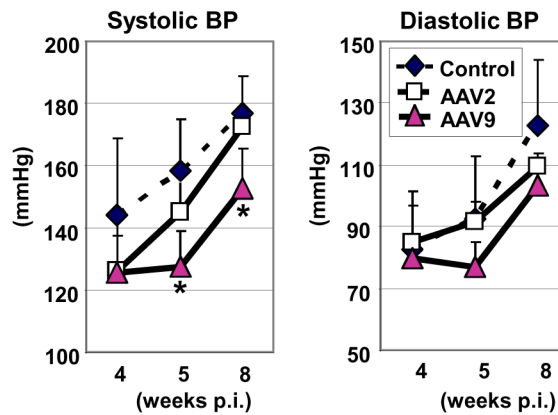 Systolic BP
200
180
160
140
120
100
(mmHg)
*
*
4 5 8
(weeks p.i.)
Diastolic BP
150
130
110
90
70
50
(mmHg)
Control
AAV2
AAV9
4 5 8
(weeks p.i.)